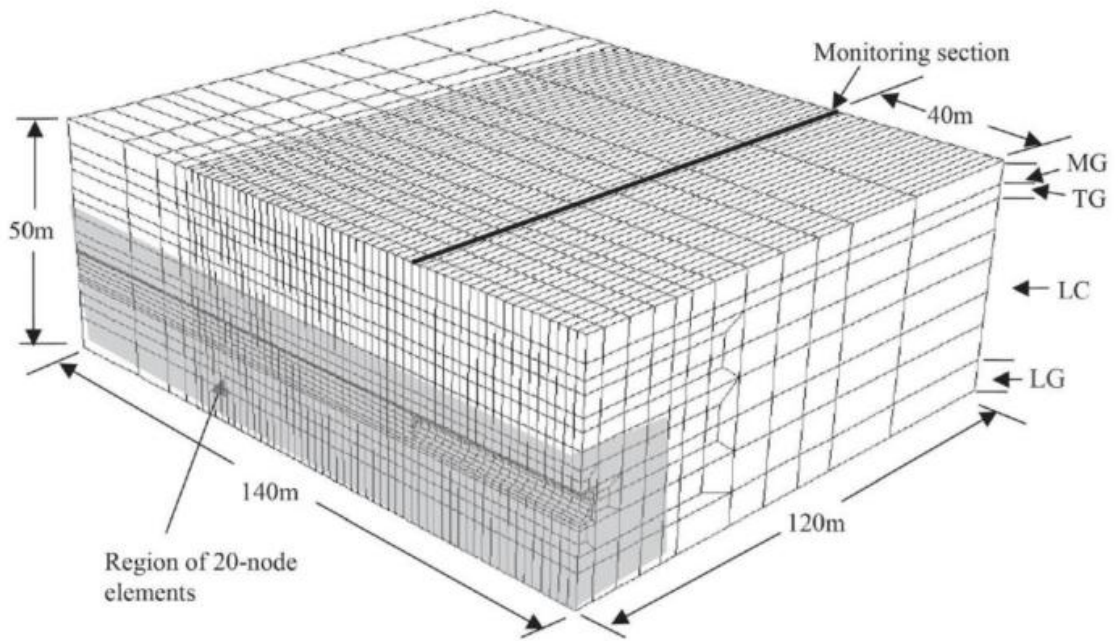 Monitoring section
40m
MG
TG
50m
LC
LG
140m
120m
Region of 20-node
elements